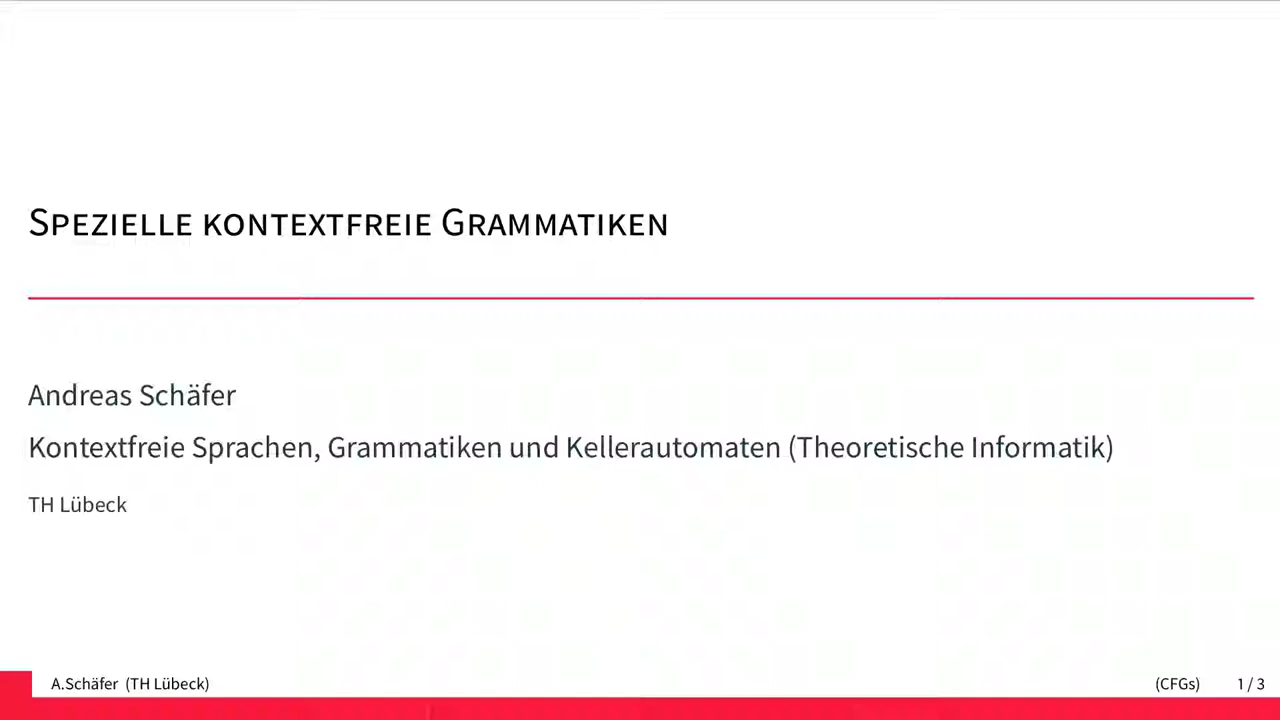 Spezielle kontextfreie Grammatiken
Andreas Schäfer
Kontextfreie Sprachen, Grammatiken und Kellerautomaten (Theoretische Informatik)
TH Lübeck
A.Schäfer (TH Lübeck) (CFGs) 1 / 3